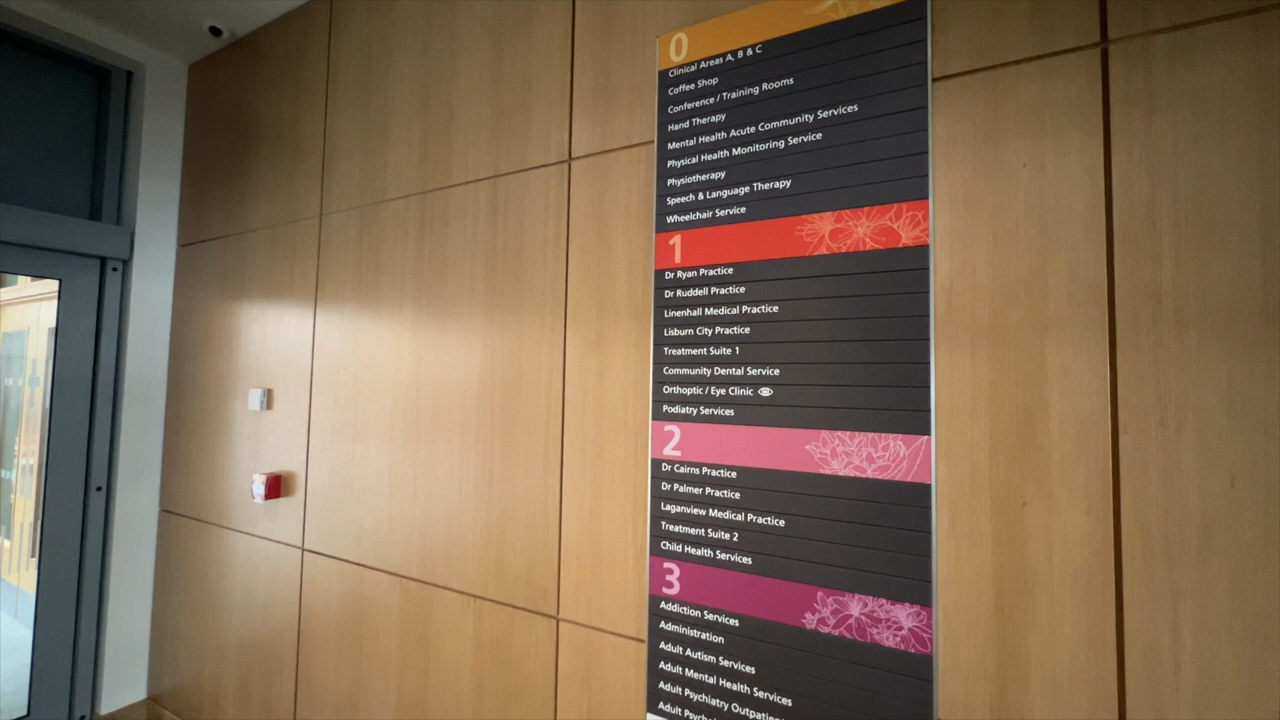 0
Clinical Areas A, B & C
Coffee Shop
Conference / Training Rooms
Hand Therapy
Mental Health Acute Community Services
Physical Health Monitoring Service
Physiotherapy
Speech & Language Therapy
Wheelchair Service
1
Dr Ryan Practice
Dr Ruddell Practice
Linenhall Medical Practice
Lisburn City Practice
Treatment Suite 1
Community Dental Service
Orthoptic / Eye Clinic
Podiatry Services
2
Dr Cairns Practice
Dr Palmer Practice
Laganview Medical Practice
Treatment Suite 2
Child Health Services
3
Addiction Services
Administration
Adult Autism Services
Adult Mental Health Services
Adult Psychiatry
Adult